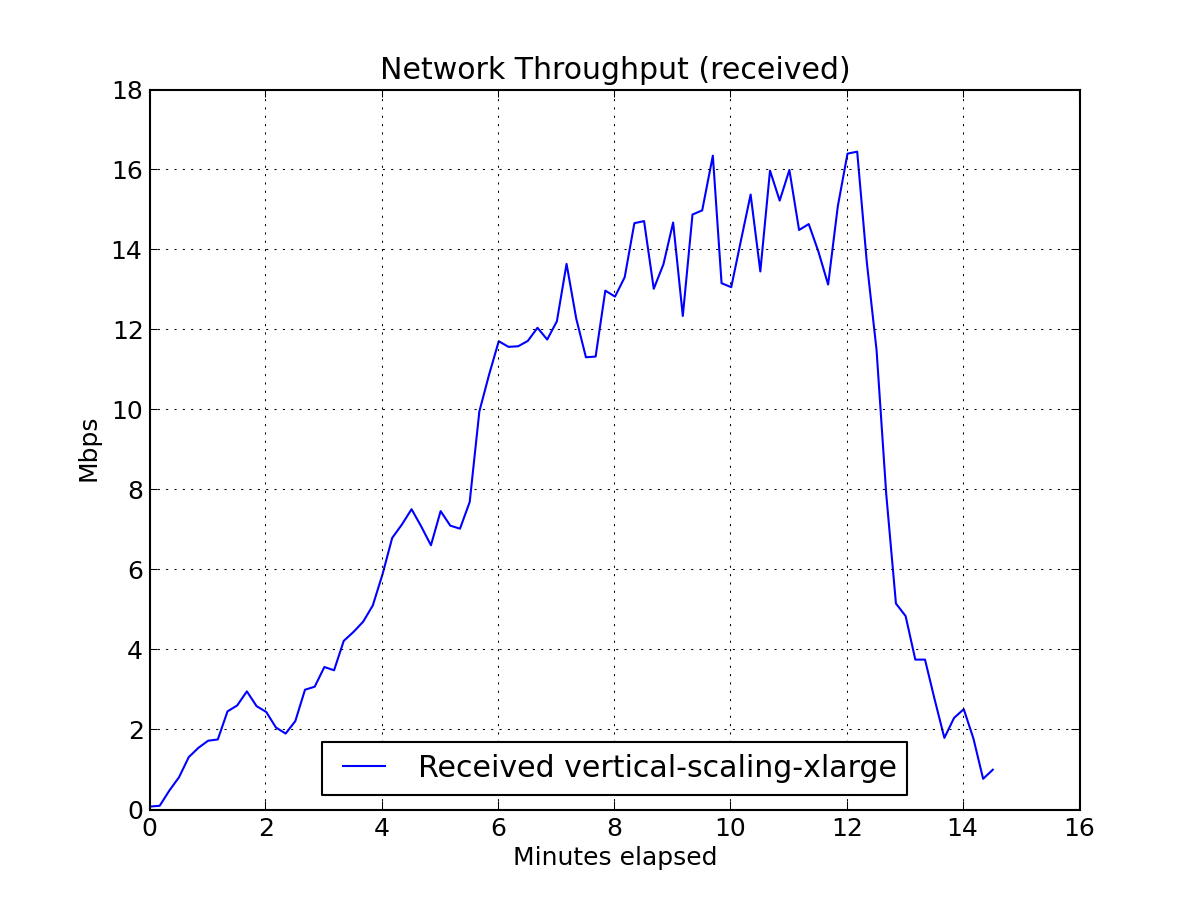 Network Throughput (received)
18
16
14
12
10
8
6
4
2
0
Mbps
Received vertical-scaling-xlarge
0 2 4 6 8 10 12 14 16
Minutes elapsed